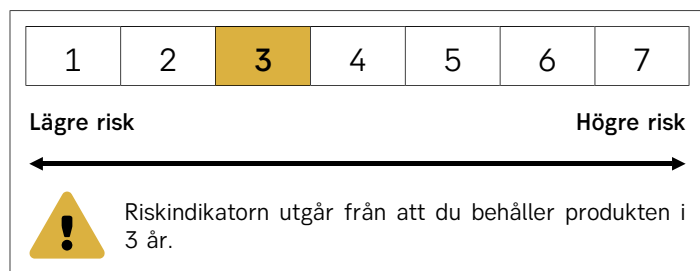 1 2 3 4 5 6 7
Lägre risk Högre risk
Riskindikatorn utgår från att du behåller produkten i
3 år.